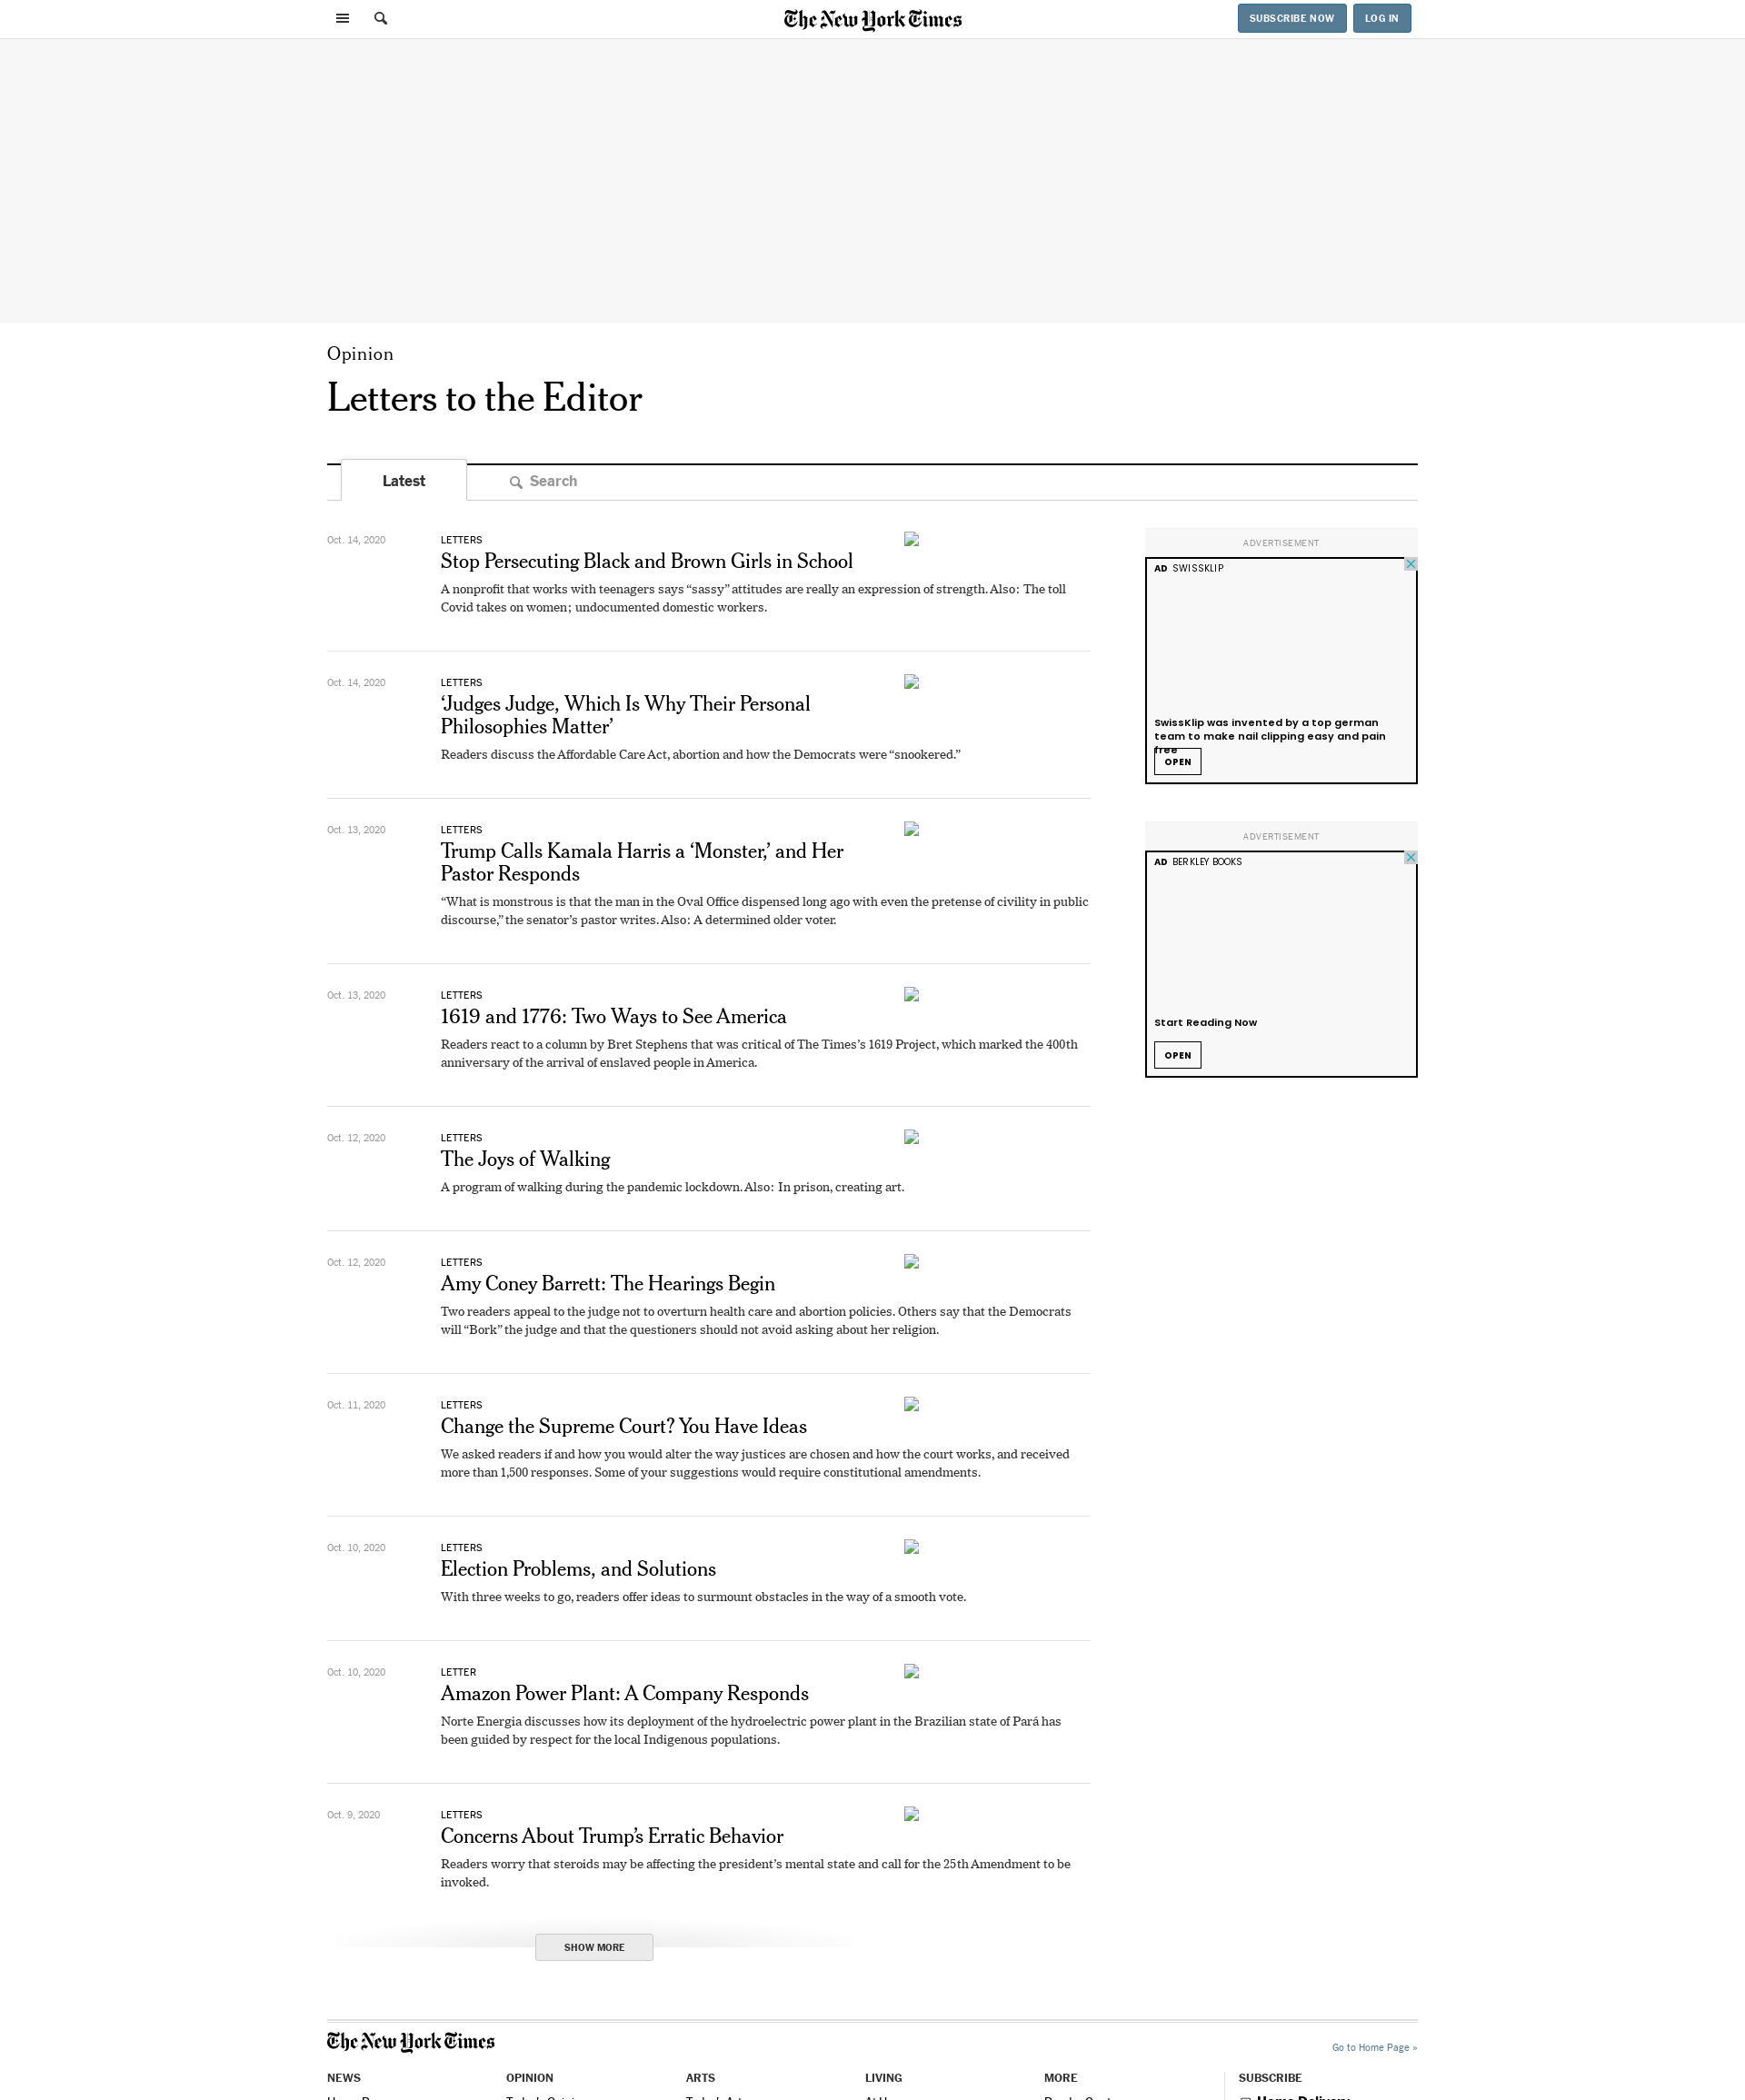 The New York Times
SUBSCRIBE NOW
LOG IN
Opinion
Letters to the Editor
Latest
Search
Oct. 14, 2020
LETTERS
Stop Persecuting Black and Brown Girls in School
A nonprofit that works with teenagers says “sassy” attitudes are really an expression of strength. Also: The toll
Covid takes on women; undocumented domestic workers.
Oct. 14, 2020
LETTERS
‘Judges Judge, Which Is Why Their Personal
Philosophies Matter’
Readers discuss the Affordable Care Act, abortion and how the Democrats were “snookered.”
Oct. 13, 2020
LETTERS
Trump Calls Kamala Harris a ‘Monster,’ and Her
Pastor Responds
“What is monstrous is that the man in the Oval Office dispensed long ago with even the pretense of civility in public
discourse,” the senator’s pastor writes. Also: A determined older voter.
Oct. 13, 2020
LETTERS
1619 and 1776: Two Ways to See America
Readers react to a column by Bret Stephens that was critical of The Times’s 1619 Project, which marked the 400th
anniversary of the arrival of enslaved people in America.
Oct. 12, 2020
LETTERS
The Joys of Walking
A program of walking during the pandemic lockdown. Also: In prison, creating art.
Oct. 12, 2020
LETTERS
Amy Coney Barrett: The Hearings Begin
Two readers appeal to the judge not to overturn health care and abortion policies. Others say that the Democrats
will “Bork” the judge and that the questioners should not avoid asking about her religion.
Oct. 11, 2020
LETTERS
Change the Supreme Court? You Have Ideas
We asked readers if and how you would alter the way justices are chosen and how the court works, and received
more than 1,500 responses. Some of your suggestions would require constitutional amendments.
Oct. 10, 2020
LETTERS
Election Problems, and Solutions
With three weeks to go, readers offer ideas to surmount obstacles in the way of a smooth vote.
Oct. 10, 2020
LETTER
Amazon Power Plant: A Company Responds
Norte Energia discusses how its deployment of the hydroelectric power plant in the Brazilian state of Pará has
been guided by respect for the local Indigenous populations.
Oct. 9, 2020
LETTERS
Concerns About Trump’s Erratic Behavior
Readers worry that steroids may be affecting the president’s mental state and call for the 25th Amendment to be
invoked.
SHOW MORE
ADVERTISEMENT
AD SWISSKLIP
SwissKlip was invented by a top german
team to make nail clipping easy and pain
free
OPEN
ADVERTISEMENT
AD BERKLEY BOOKS
Start Reading Now
OPEN
The New York Times
Go to Home Page »
NEWS
OPINION
ARTS
LIVING
MORE
SUBSCRIBE